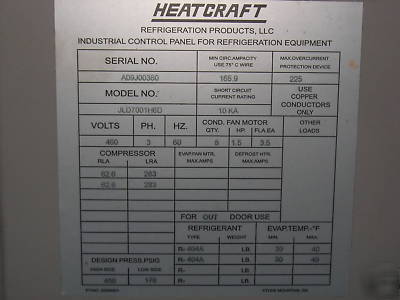 HEATCRAFT
REFRIGERATION PRODUCTS, LLC
INDUSTRIAL CONTROL PANEL FOR REFRIGERATION EQUIPMENT
SERIAL NO. MIN CIRC.AMPACITY USE 75° C WIRE MAX.OVERCURRENT PROTECTION DEVICE
AD9J00380 165.9 225
MODEL NO. SHORT CIRCUIT CURRENT RATING USE COPPER CONDUCTORS ONLY
JLD7001H6D 10 KA
VOLTS PH. HZ. COND. FAN MOTOR QTY. HP. FLA EA OTHER LOADS
460 3 60 6 1.5 3.5
COMPRESSOR RLA LRA EVAP.FAN MTR. MAX AMPS DEFROST HTR. MAX AMPS
62.6 283
62.6 283
FOR OUT DOOR USE
REFRIGERANT EVAP.TEMP.-°F
TYPE WEIGHT MIN. MAX.
R-404A LB. 30 40
R-404A LB. 30 40
DESIGN PRESS.PSIG R- LB.
HIGH-SIDE LOW-SIDE R- LB.
450 170